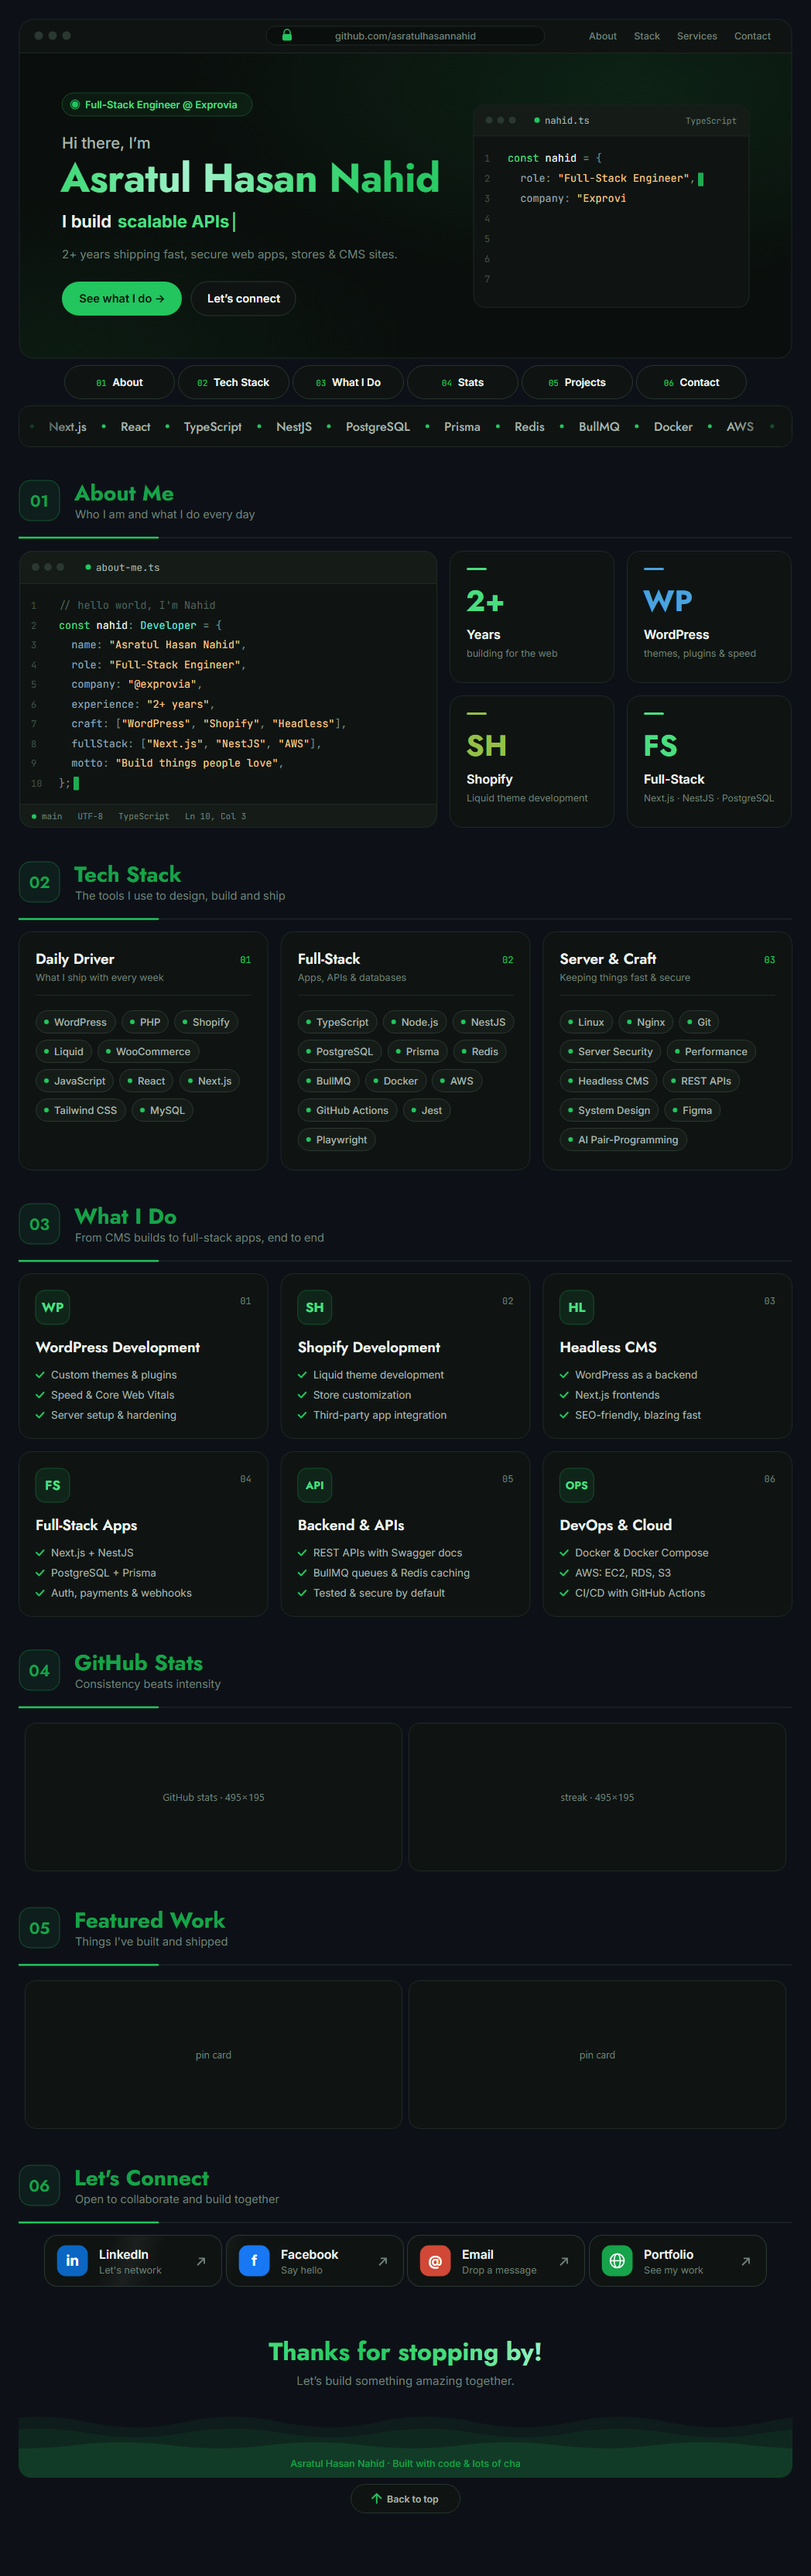 github.com/asratulhasannahid
About Stack Services Contact
Full-Stack Engineer @ Exprovia
Hi there, I'm
Asratul Hasan Nahid
I build scalable APIs
2+ years shipping fast, secure web apps, stores & CMS sites.
See what I do →
Let's connect
nahid.ts
TypeScript
1 const nahid = {
2 role: "Full-Stack Engineer",
3 company: "Exprovi
4
5
6
7
01 About
02 Tech Stack
03 What I Do
04 Stats
05 Projects
06 Contact
Next.js • React • TypeScript • NestJS • PostgreSQL • Prisma • Redis • BullMQ • Docker • AWS
01
About Me
Who I am and what I do every day
about-me.ts
1 // hello world, I'm Nahid
2 const nahid: Developer = {
3 name: "Asratul Hasan Nahid",
4 role: "Full-Stack Engineer",
5 company: "@exprovia",
6 experience: "2+ years",
7 craft: ["WordPress", "Shopify", "Headless"],
8 fullStack: ["Next.js", "NestJS", "AWS"],
9 motto: "Build things people love",
10 };
main UTF-8 TypeScript Ln 10, Col 3
2+
Years
building for the web
WP
WordPress
themes, plugins & speed
SH
Shopify
Liquid theme development
FS
Full-Stack
Next.js · NestJS · PostgreSQL
02
Tech Stack
The tools I use to design, build and ship
Daily Driver 01
What I ship with every week
WordPress PHP Shopify
Liquid WooCommerce
JavaScript React Next.js
Tailwind CSS MySQL
Full-Stack 02
Apps, APIs & databases
TypeScript Node.js NestJS
PostgreSQL Prisma Redis
BullMQ Docker AWS
GitHub Actions Jest
Playwright
Server & Craft 03
Keeping things fast & secure
Linux Nginx Git
Server Security Performance
Headless CMS REST APIs
System Design Figma
AI Pair-Programming
03
What I Do
From CMS builds to full-stack apps, end to end
WP 01
WordPress Development
Custom themes & plugins
Speed & Core Web Vitals
Server setup & hardening
SH 02
Shopify Development
Liquid theme development
Store customization
Third-party app integration
HL 03
Headless CMS
WordPress as a backend
Next.js frontends
SEO-friendly, blazing fast
FS 04
Full-Stack Apps
Next.js + NestJS
PostgreSQL + Prisma
Auth, payments & webhooks
API 05
Backend & APIs
REST APIs with Swagger docs
BullMQ queues & Redis caching
Tested & secure by default
OPS 06
DevOps & Cloud
Docker & Docker Compose
AWS: EC2, RDS, S3
CI/CD with GitHub Actions
04
GitHub Stats
Consistency beats intensity
GitHub stats · 495×195
streak · 495×195
05
Featured Work
Things I've built and shipped
pin card
pin card
06
Let's Connect
Open to collaborate and build together
in LinkedIn
Let's network
f Facebook
Say hello
@ Email
Drop a message
Portfolio
See my work
Thanks for stopping by!
Let's build something amazing together.
Asratul Hasan Nahid · Built with code & lots of cha
Back to top